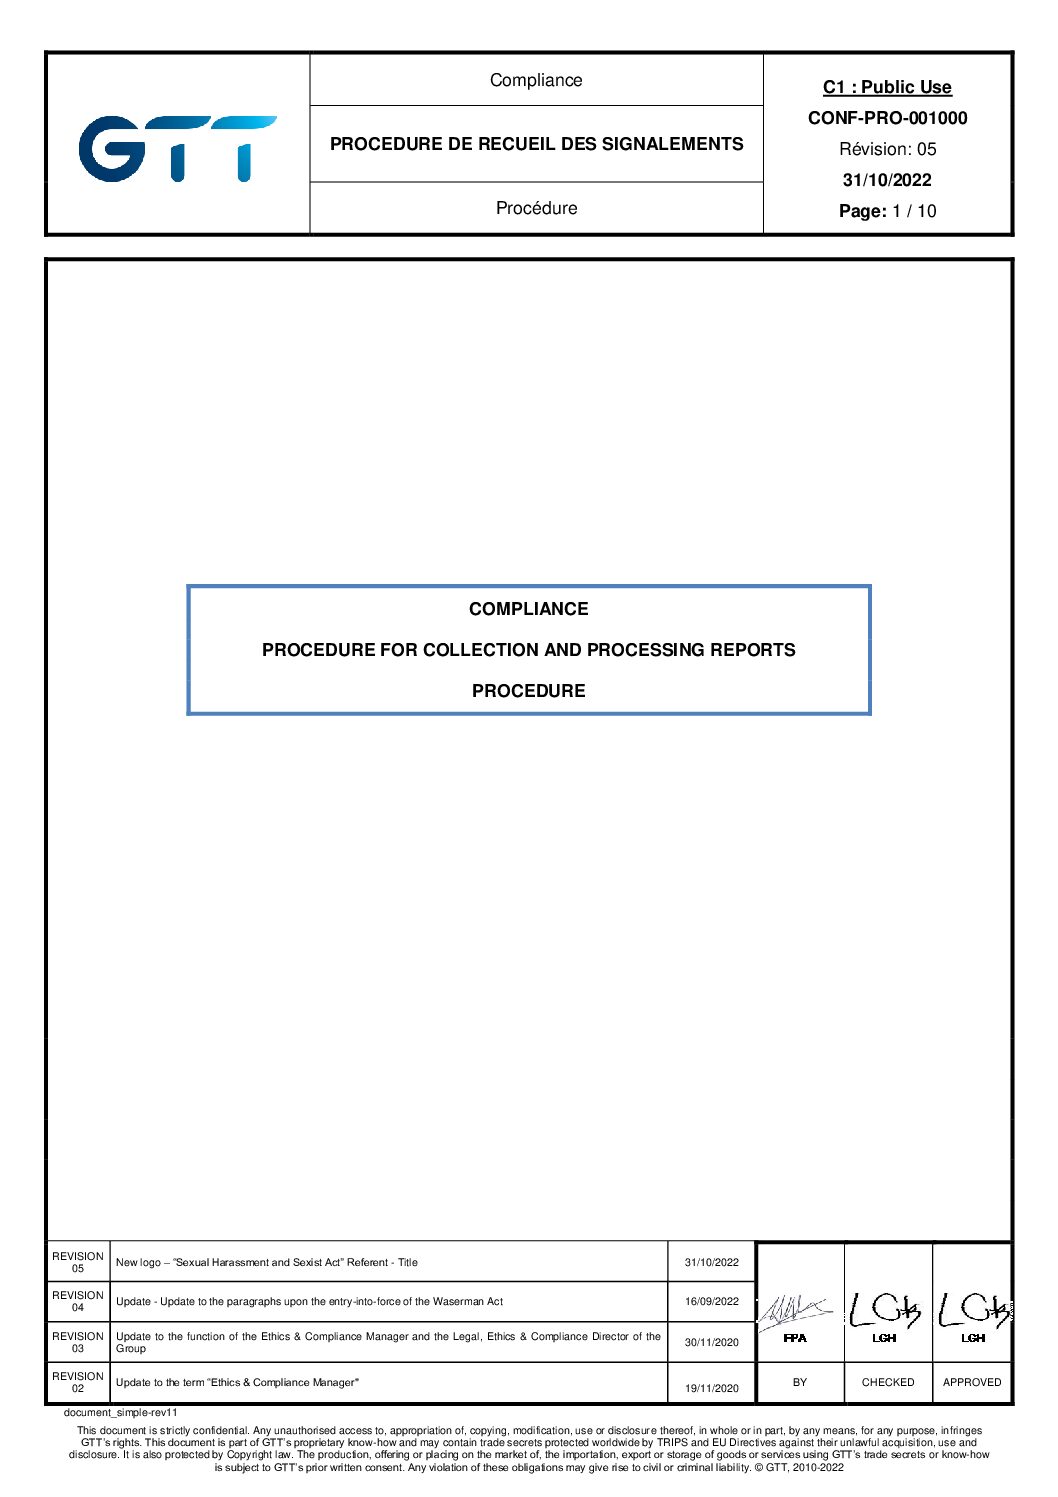 GTT
Compliance
PROCEDURE DE RECUEIL DES SIGNALEMENTS
Procédure
C1 : Public Use
CONF-PRO-001000
Révision: 05
31/10/2022
Page: 1 / 10
COMPLIANCE
PROCEDURE FOR COLLECTION AND PROCESSING REPORTS
PROCEDURE
REVISION
05
New logo – "Sexual Harassment and Sexist Act" Referent - Title
31/10/2022
REVISION
04
Update - Update to the paragraphs upon the entry-into-force of the Waserman Act
16/09/2022
REVISION
03
Update to the function of the Ethics & Compliance Manager and the Legal, Ethics & Compliance Director of the
Group
30/11/2020
REVISION
02
Update to the term "Ethics & Compliance Manager"
19/11/2020
FPA
LGH
LGH
BY
CHECKED
APPROVED
document_simple-rev11
This document is strictly confidential. Any unauthorised access to, appropriation of, copying, modification, use or disclosure thereof, in whole or in part, by any means, for any purpose, infringes
GTT's rights. This document is part of GTT's proprietary know-how and may contain trade secrets protected worldwide by TRIPS and EU Directives against their unlawful acquisition, use and
disclosure. It is also protected by Copyright law. The production, offering or placing on the market of, the importation, export or storage of goods or services using GTT's trade secrets or know-how
is subject to GTT's prior written consent. Any violation of these obligations may give rise to civil or criminal liability. © GTT, 2010-2022